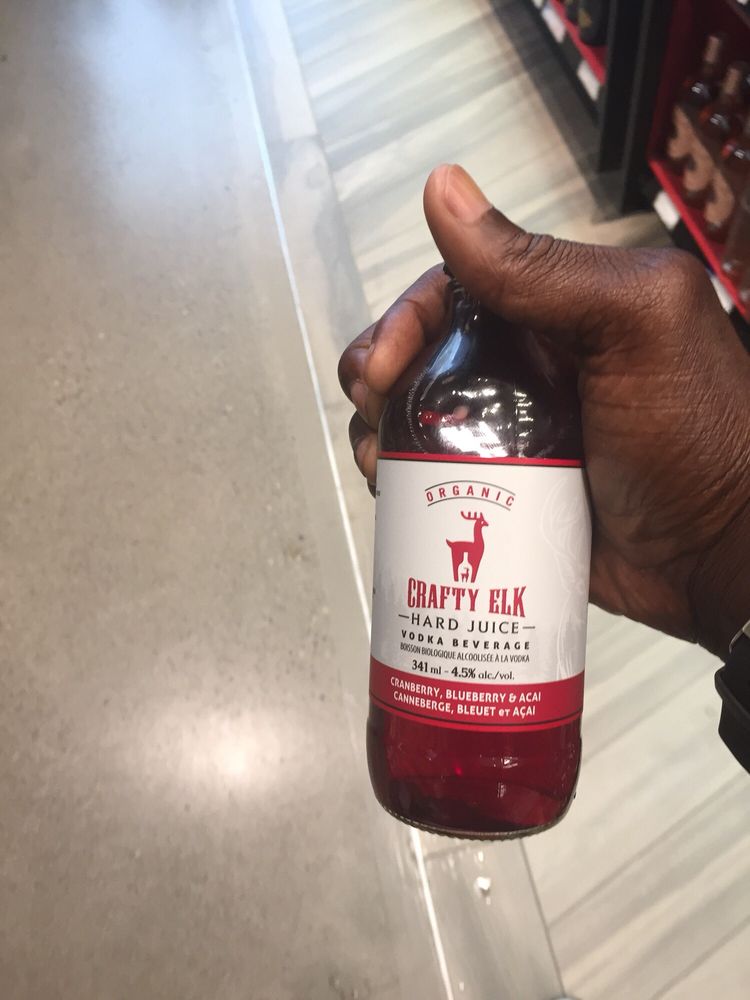 ORGANIC
CRAFTY ELK
HARD JUICE
VODKA BEVERAGE
BOISSON BIOLOGIQUE ALCOOLISÉE À LA VODKA
341 ml - 4.5% alc./vol.
CRANBERRY, BLUEBERRY & ACAI
CANNEBERGE, BLEUET ET AÇAI